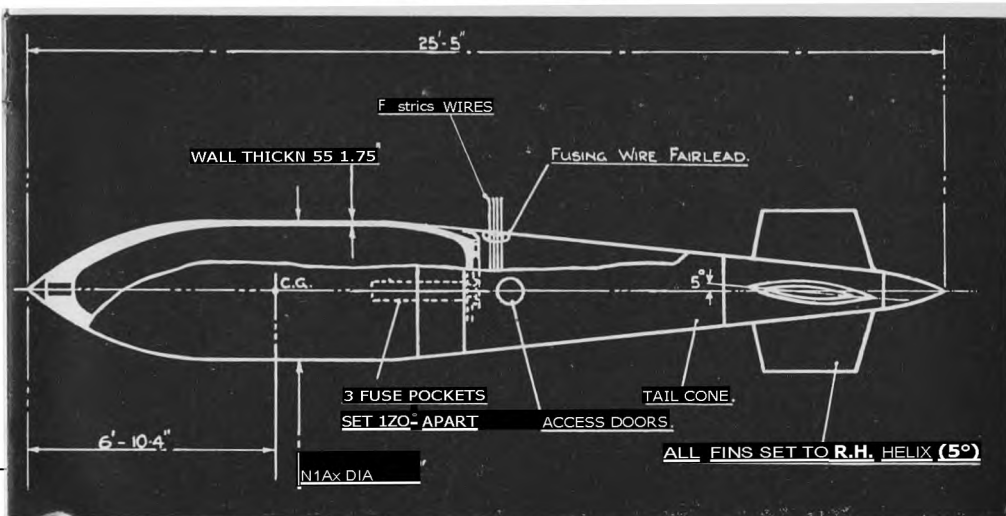 25'-5"
F strics WIRES
WALL THICKN 55 1.75"
FUSING WIRE FAIRLEAD.
C.G.
5°
3 FUSE POCKETS
SET 1ZO° APART
ACCESS DOORS.
TAIL CONE.
6'-10·4"
N1Ax DIA "
ALL FINS SET TO R.H. HELIX (5°)